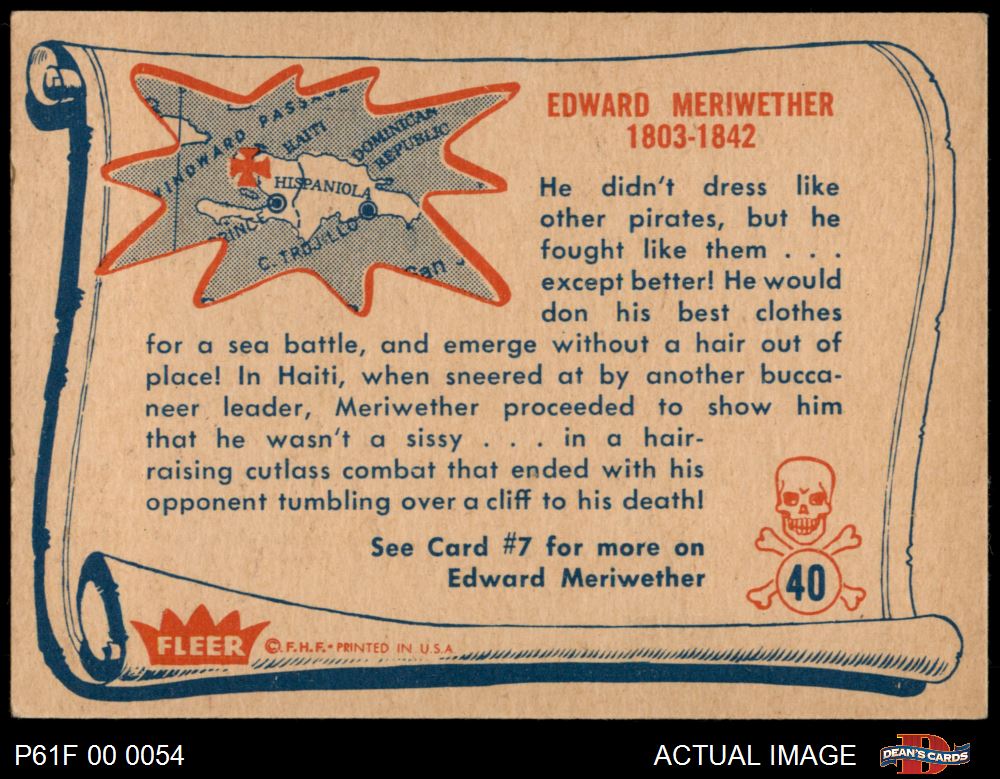 WINDWARD PASSAGE
HAITI
DOMINICAN
REPUBLIC
HISPANIOLA
PRINCE
C. TRUJILLO
can
EDWARD MERIWETHER
1803-1842
He didn't dress like
other pirates, but he
fought like them . . .
except better! He would
don his best clothes
for a sea battle, and emerge without a hair out of
place! In Haiti, when sneered at by another bucca-
neer leader, Meriwether proceeded to show him
that he wasn't a sissy . . . in a hair-
raising cutlass combat that ended with his
opponent tumbling over a cliff to his death!
See Card #7 for more on
Edward Meriwether
40
FLEER
© F.H.F.• PRINTED IN U.S.A
P61F 00 0054
ACTUAL IMAGE
DEAN'S CARDS